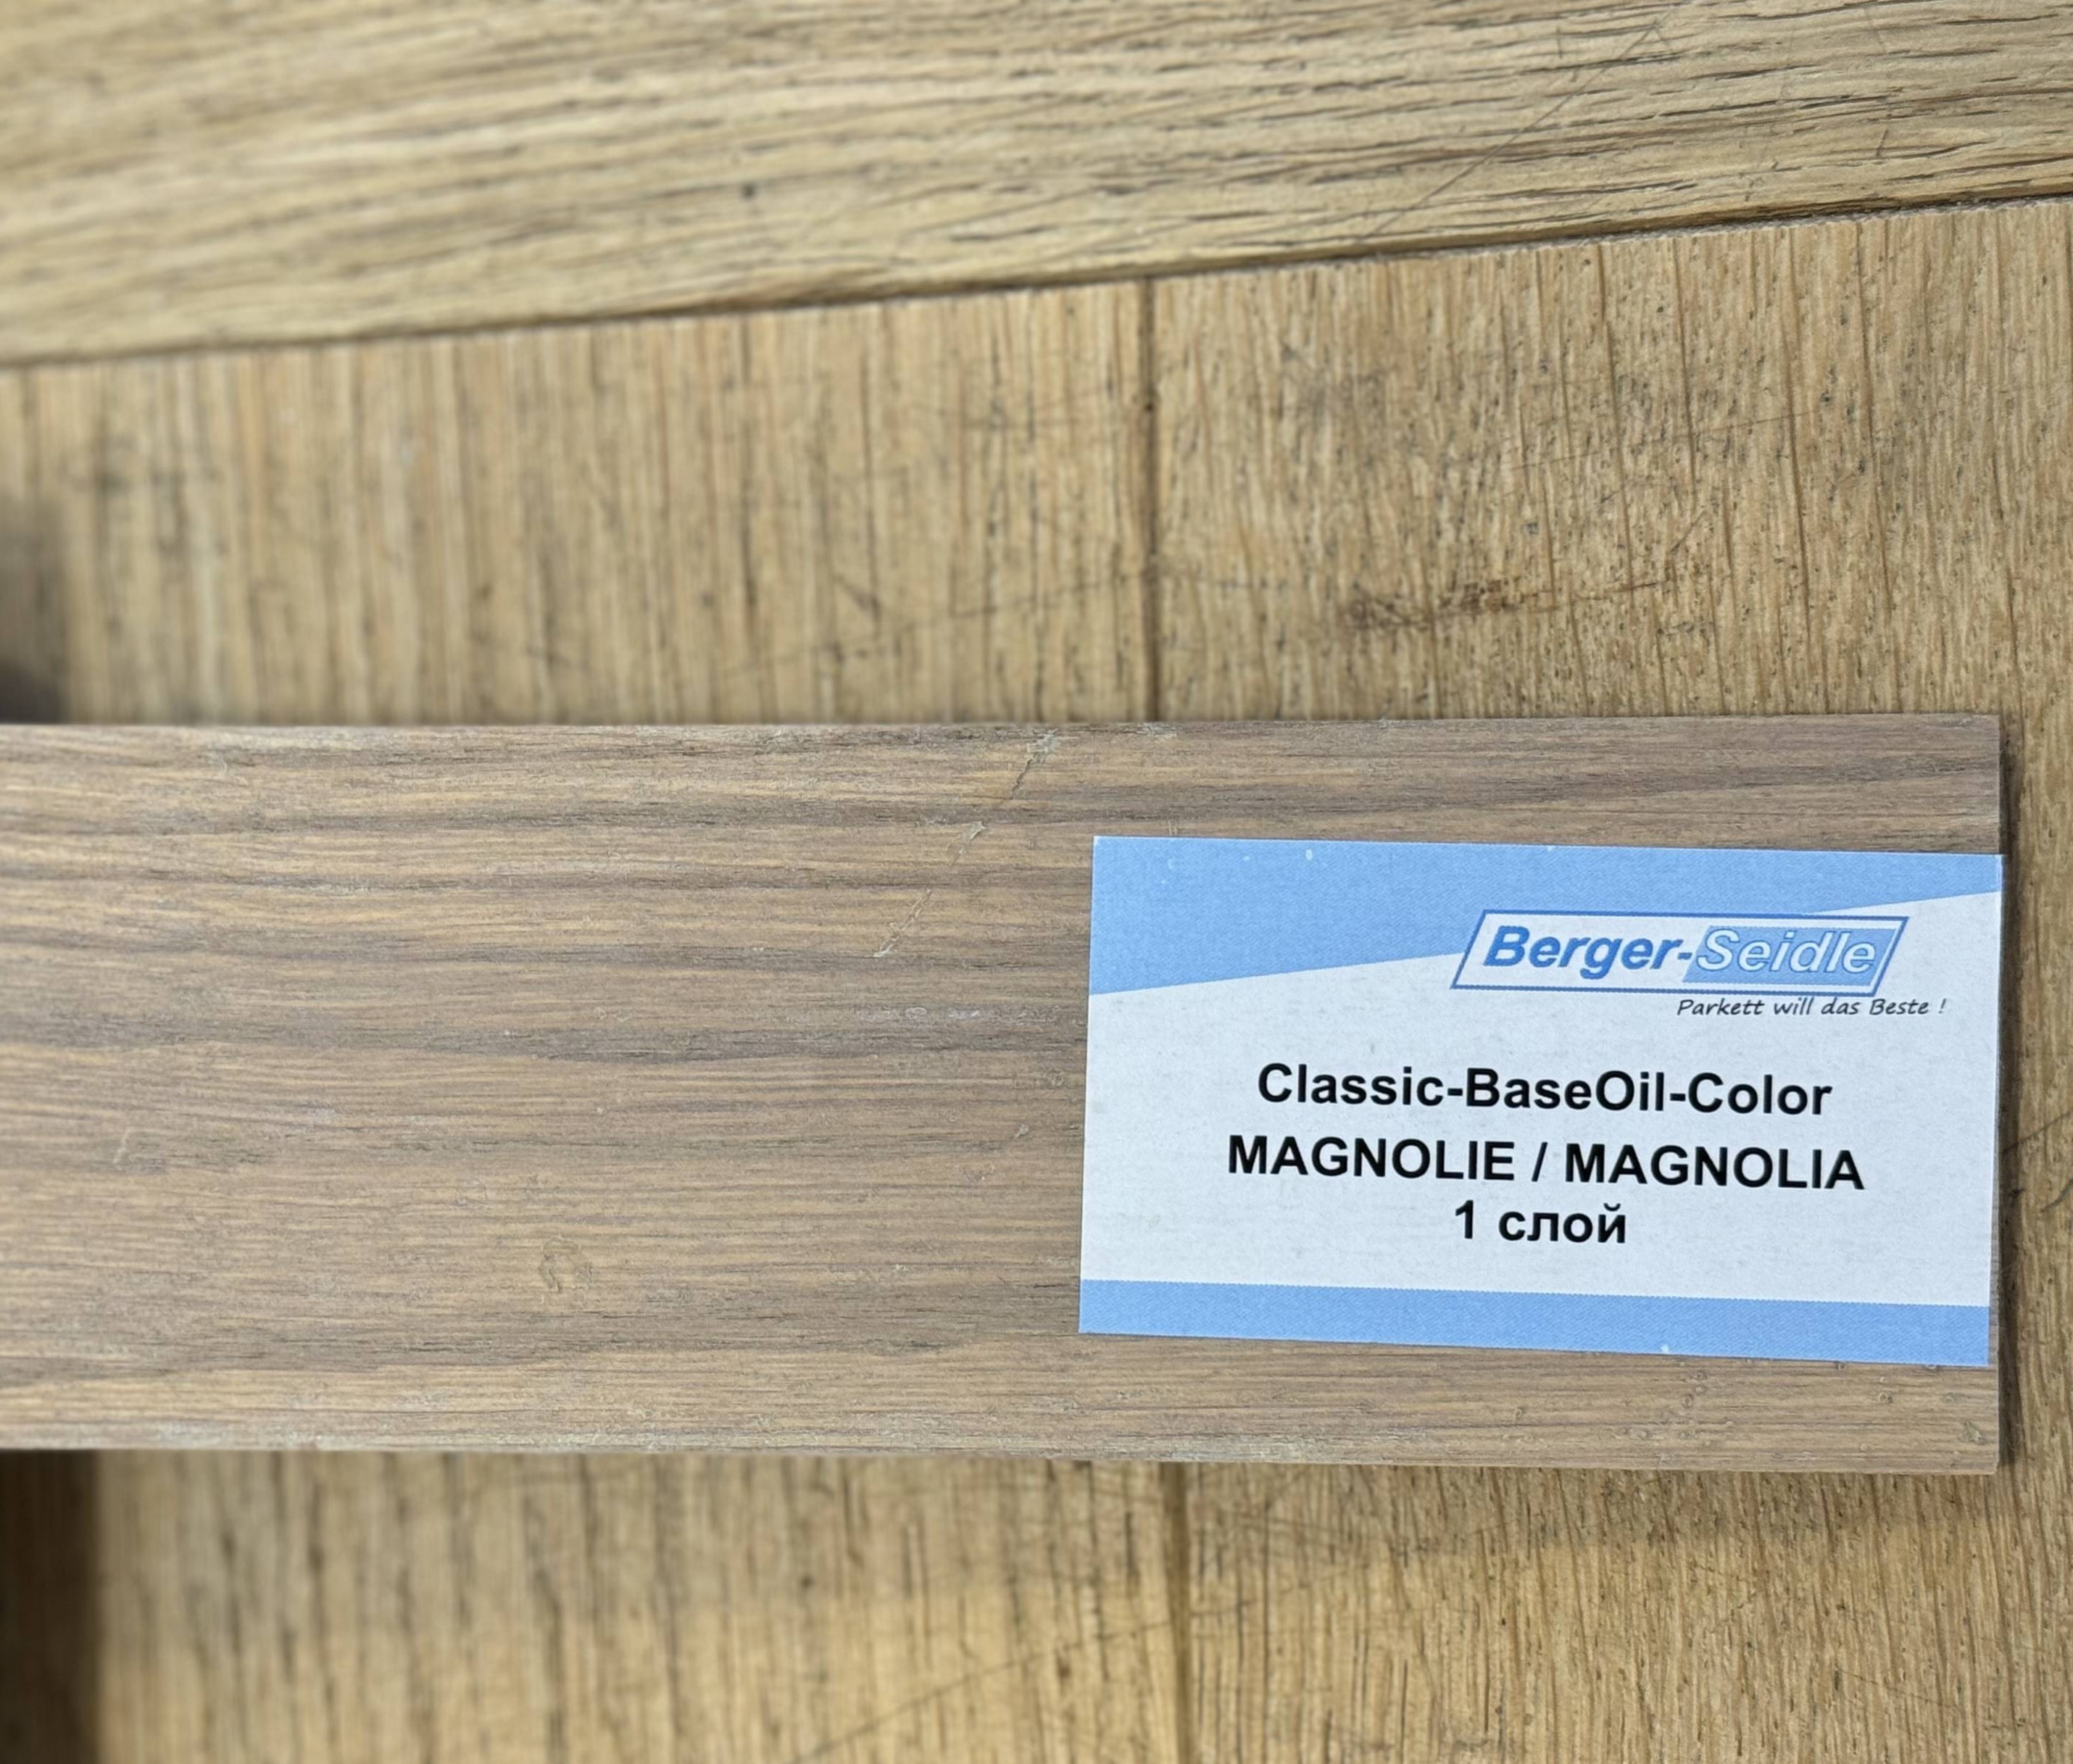 Berger-Seidle
Parkett will das Beste !
Classic-BaseOil-Color
MAGNOLIE / MAGNOLIA
1 слой